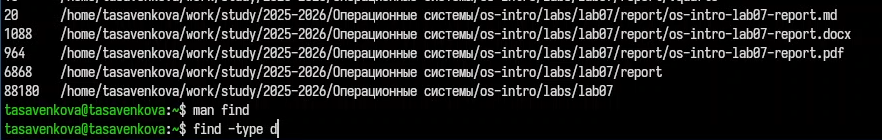 20 /home/tasavenkova/work/study/2025-2026/Операционные системы/os-intro/labs/lab07/report/os-intro-lab07-report.md
1088 /home/tasavenkova/work/study/2025-2026/Операционные системы/os-intro/labs/lab07/report/os-intro-lab07-report.docx
964 /home/tasavenkova/work/study/2025-2026/Операционные системы/os-intro/labs/lab07/report/os-intro-lab07-report.pdf
6868 /home/tasavenkova/work/study/2025-2026/Операционные системы/os-intro/labs/lab07/report
88180 /home/tasavenkova/work/study/2025-2026/Операционные системы/os-intro/labs/lab07
tasavenkova@tasavenkova:~$ man find
tasavenkova@tasavenkova:~$ find -type d